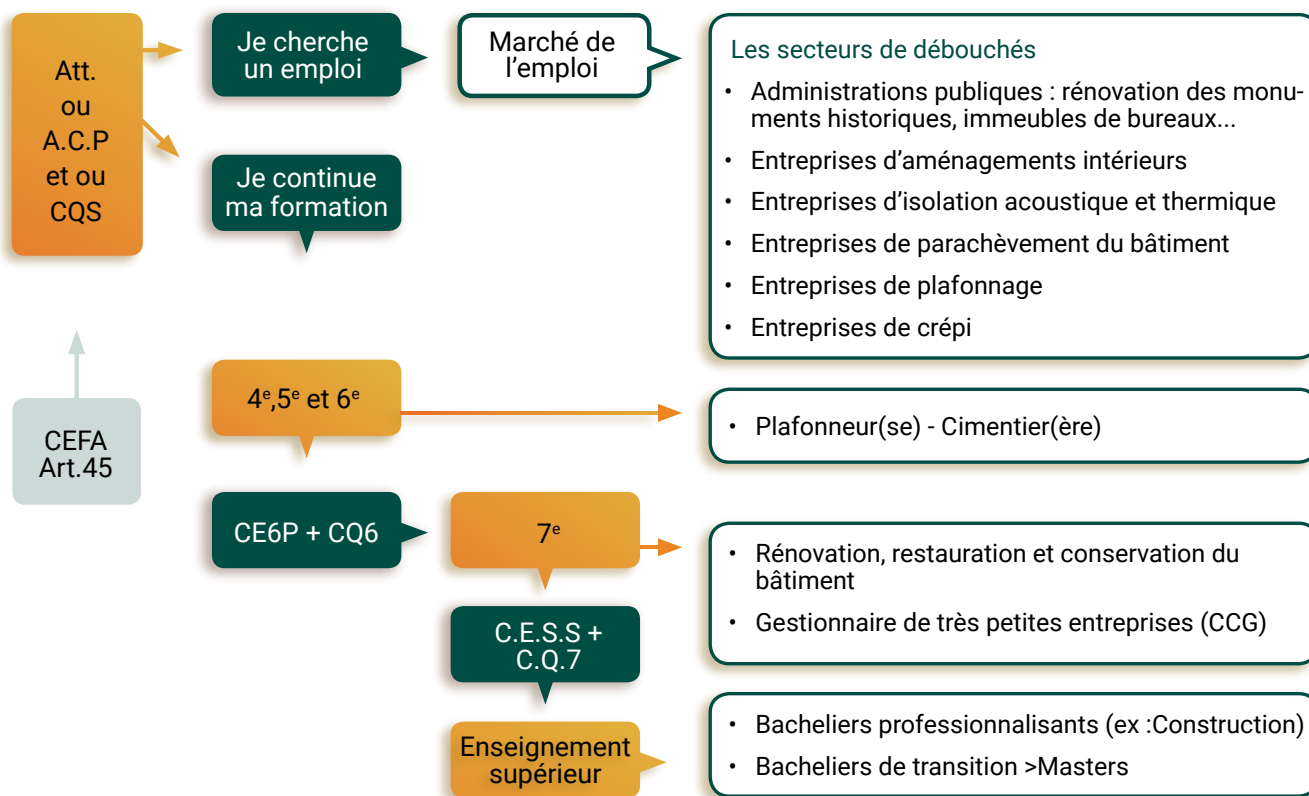 Att.
ou
A.C.P
et ou
CQS
Je cherche
un emploi
Marché de
l'emploi
Les secteurs de débouchés
• Administrations publiques : rénovation des monu-
ments historiques, immeubles de bureaux...
• Entreprises d'aménagements intérieurs
• Entreprises d'isolation acoustique et thermique
• Entreprises de parachèvement du bâtiment
• Entreprises de plafonnage
• Entreprises de crépi
Je continue
ma formation
CEFA
Art.45
4e,5e et 6e
• Plafonneur(se) - Cimentier(ère)
CE6P + CQ6
7e
• Rénovation, restauration et conservation du
bâtiment
• Gestionnaire de très petites entreprises (CCG)
C.E.S.S +
C.Q.7
Enseignement
supérieur
• Bacheliers professionnalisants (ex :Construction)
• Bacheliers de transition >Masters